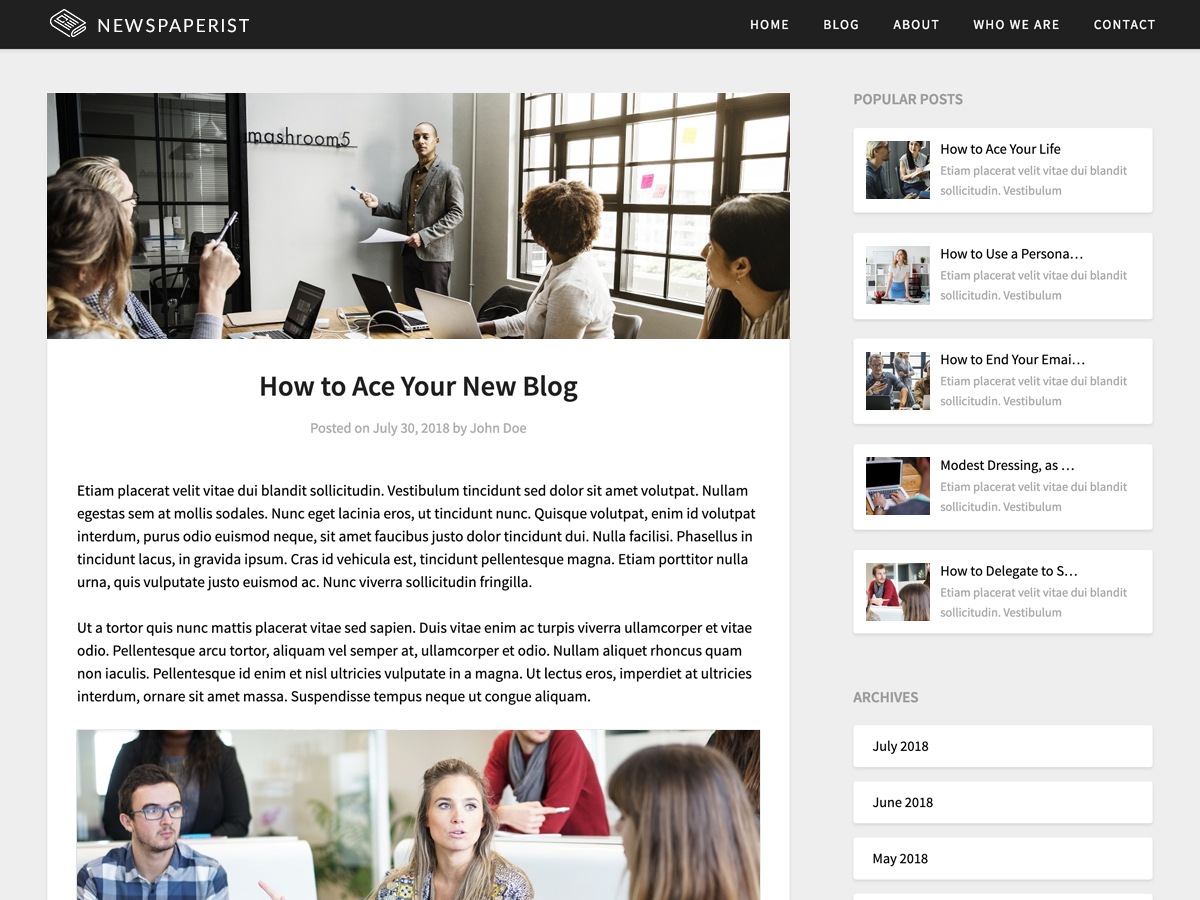 NEWSPAPERIST
HOME BLOG ABOUT WHO WE ARE CONTACT
mashroom5
How to Ace Your New Blog
Posted on July 30, 2018 by John Doe
Etiam placerat velit vitae dui blandit sollicitudin. Vestibulum tincidunt sed dolor sit amet volutpat. Nullam
egestas sem at mollis sodales. Nunc eget lacinia eros, ut tincidunt nunc. Quisque volutpat, enim id volutpat
interdum, purus odio euismod neque, sit amet faucibus justo dolor tincidunt dui. Nulla facilisi. Phasellus in
tincidunt lacus, in gravida ipsum. Cras id vehicula est, tincidunt pellentesque magna. Etiam porttitor nulla
urna, quis vulputate justo euismod ac. Nunc viverra sollicitudin fringilla.
Ut a tortor quis nunc mattis placerat vitae sed sapien. Duis vitae enim ac turpis viverra ullamcorper et vitae
odio. Pellentesque arcu tortor, aliquam vel semper at, ullamcorper et odio. Nullam aliquet rhoncus quam
non iaculis. Pellentesque id enim et nisl ultricies vulputate in a magna. Ut lectus eros, imperdiet at ultricies
interdum, ornare sit amet massa. Suspendisse tempus neque ut congue aliquam.
POPULAR POSTS
How to Ace Your Life
Etiam placerat velit vitae dui blandit
sollicitudin. Vestibulum
How to Use a Persona…
Etiam placerat velit vitae dui blandit
sollicitudin. Vestibulum
How to End Your Emai…
Etiam placerat velit vitae dui blandit
sollicitudin. Vestibulum
Modest Dressing, as …
Etiam placerat velit vitae dui blandit
sollicitudin. Vestibulum
How to Delegate to S…
Etiam placerat velit vitae dui blandit
sollicitudin. Vestibulum
ARCHIVES
July 2018
June 2018
May 2018